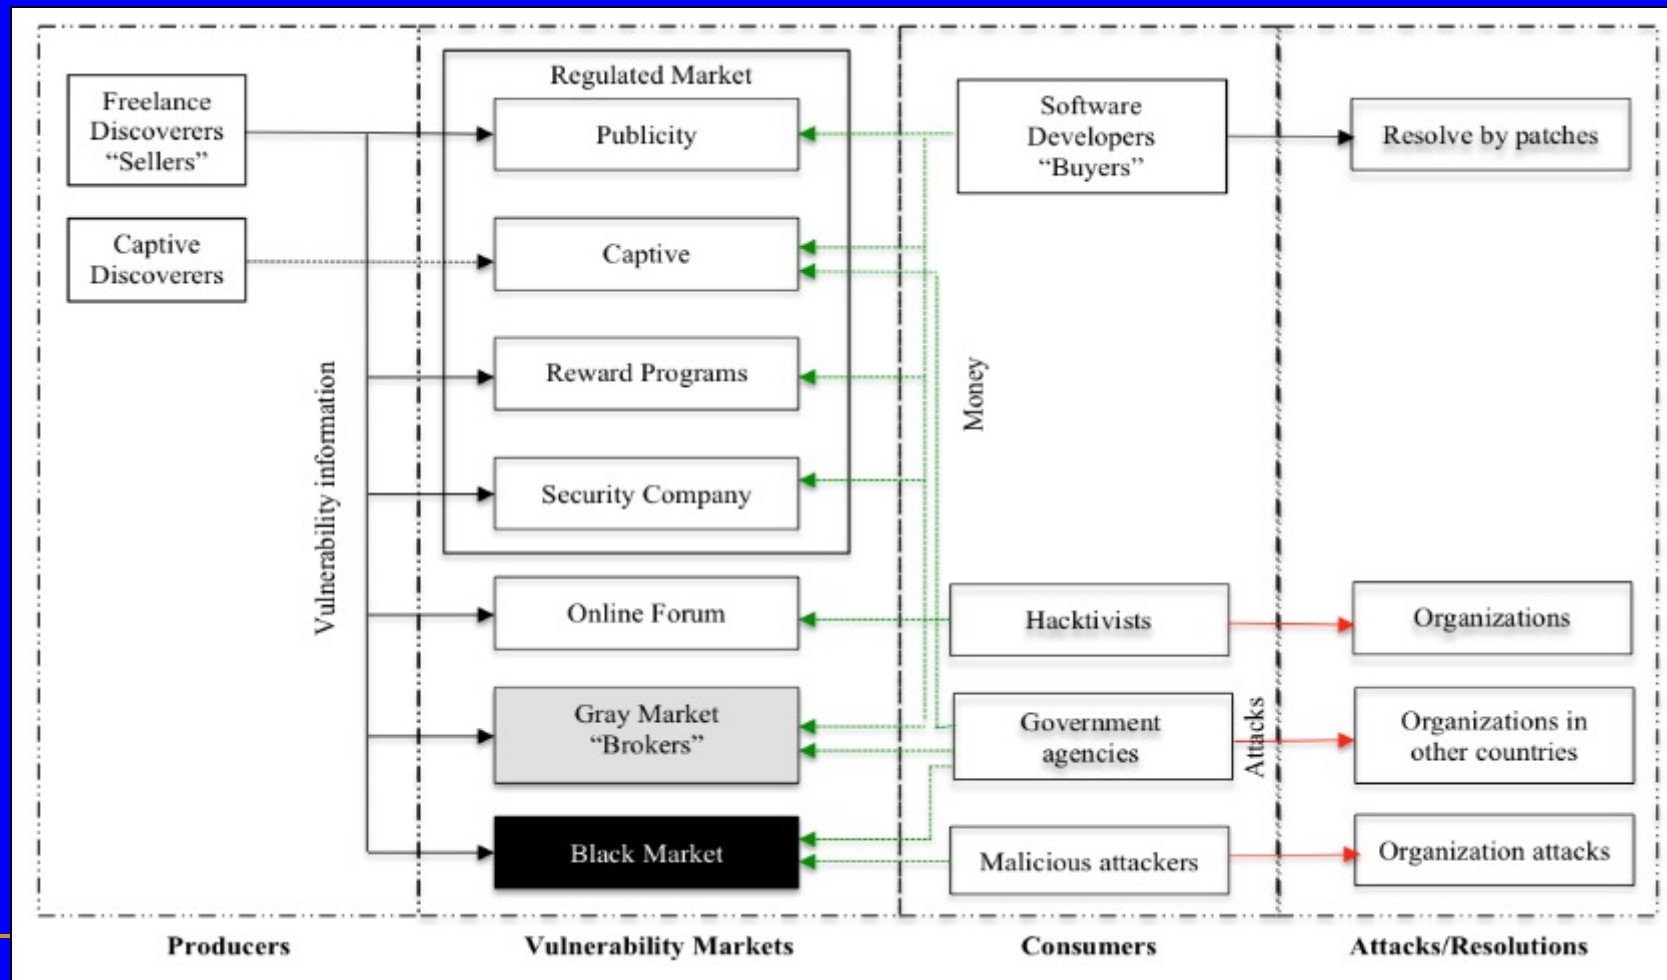 Freelance
Discoverers
“Sellers”
Captive
Discoverers
Vulnerability information
Regulated Market
Publicity
Captive
Reward Programs
Security Company
Online Forum
Gray Market
“Brokers”
Black Market
Money
Software
Developers
“Buyers”
Hacktivists
Government
agencies
Malicious attackers
Attacks
Resolve by patches
Organizations
Organizations in
other countries
Organization attacks
Producers
Vulnerability Markets
Consumers
Attacks/Resolutions